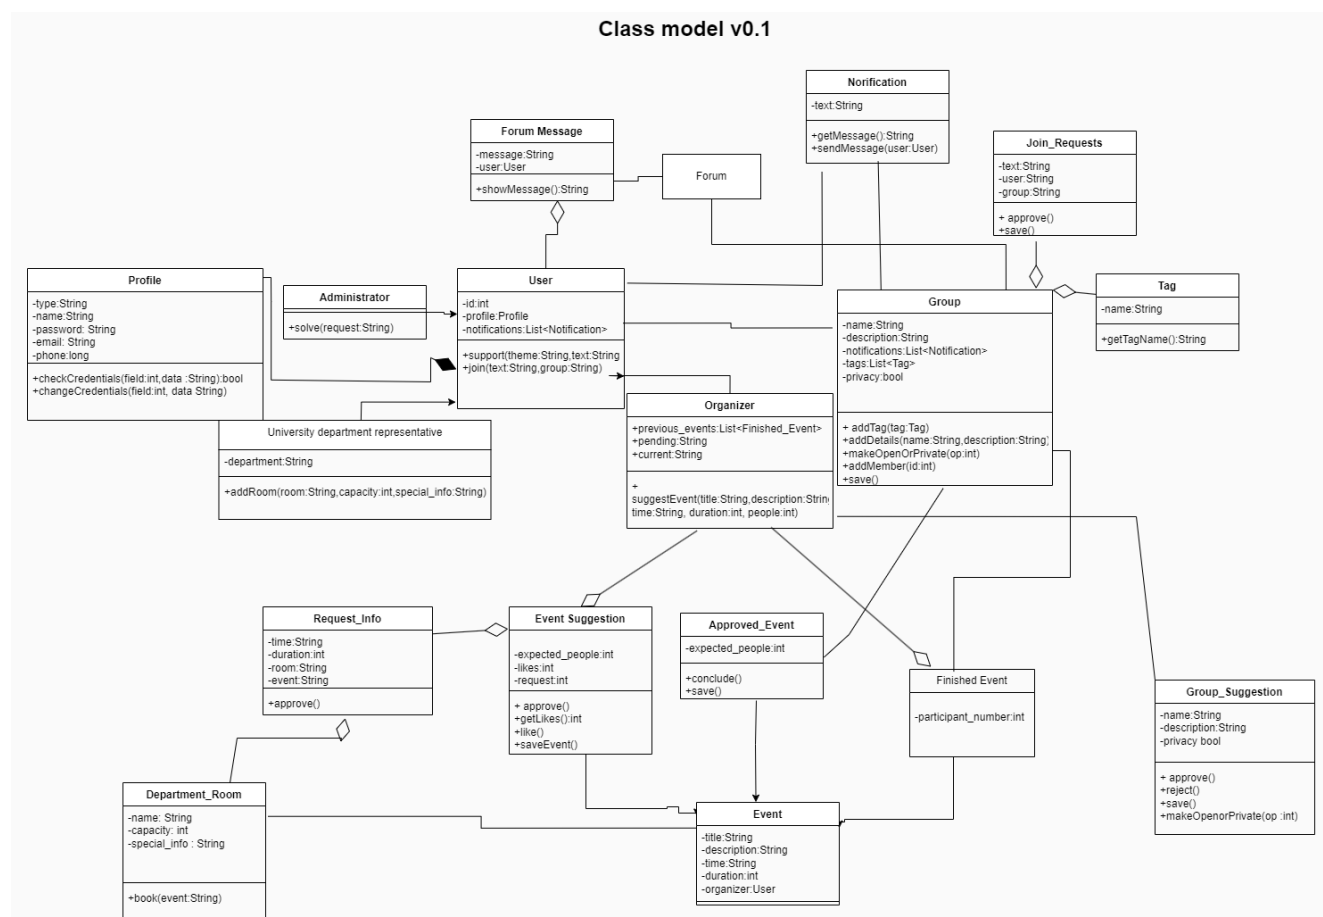 Class model v0.1
Norification
-text:String
+getMessage():String
+sendMessage(user:User)
Forum Message
-message:String
-user:User
+showMessage():String
Forum
Join_Requests
-text:String
-user:String
-group:String
+ approve()
+save()
Profile
-type:String
-name:String
-password: String
-email: String
-phone:long
+checkCredentials(field:int,data :String):bool
+changeCredentials(field:int, data String)
Administrator
+solve(request:String)
User
-id:int
-profile:Profile
-notifications:List<Notification>
+support(theme:String,text:String
+join(text:String,group:String)
Group
-name:String
-description:String
-notifications:List<Notification>
-tags:List<Tag>
-privacy:bool
+ addTag(tag:Tag)
+addDetails(name:String,description:String)
+makeOpenOrPrivate(op:int)
+addMember(id:int)
+save()
Tag
-name:String
+getTagName():String
University department representative
-department:String
+addRoom(room:String,capacity:int,special_info:String)
Organizer
+previous_events:List<Finished_Event>
+pending:String
+current:String
+
suggestEvent(title:String,description:String
time:String, duration:int, people:int)
Request_Info
-time:String
-duration:int
-room:String
-event:String
+approve()
Event Suggestion
-expected_people:int
-likes:int
-request:int
+ approve()
+getLikes():int
+like()
+saveEvent()
Approved_Event
-expected_people:int
+conclude()
+save()
Finished Event
-participant_number:int
Group_Suggestion
-name:String
-description:String
-privacy bool
+ approve()
+reject()
+save()
+makeOpenorPrivate(op :int)
Department_Room
-name: String
-capacity: int
-special_info : String
+book(event:String)
Event
-title:String
-description:String
-time:String
-duration:int
-organizer:User